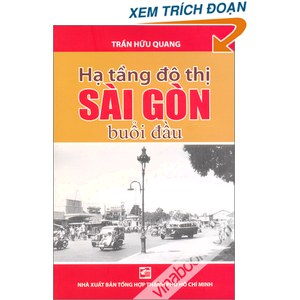 XEM TRÍCH ĐOẠN
TRẦN HỮU QUANG
Hạ tầng đô thị
SÀI GÒN
buổi đầu
NHÀ XUẤT BẢN TỔNG HỢP THÀNH PHỐ HỒ CHÍ MINH